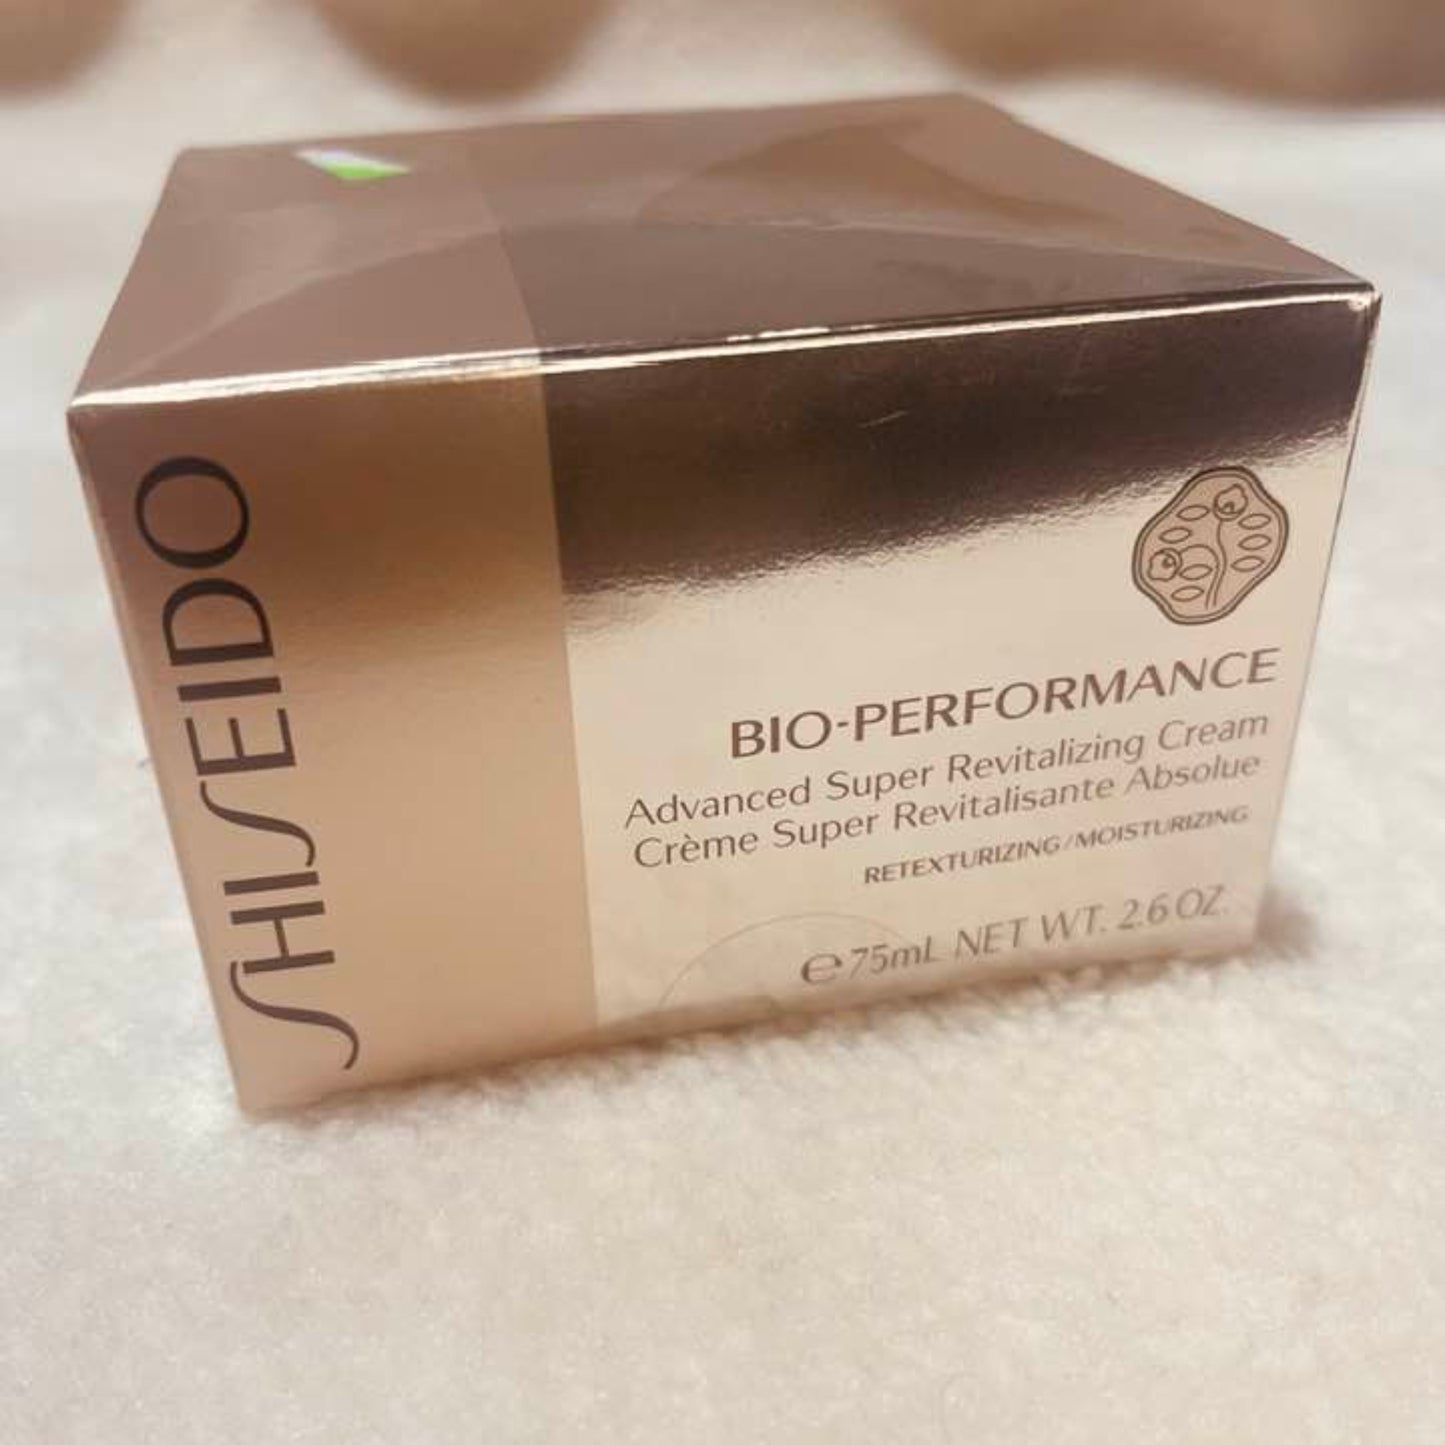 SHISEIDO
BIO-PERFORMANCE
Advanced Super Revitalizing Cream
Crème Super Revitalisante Absolue
RETEXTURIZING/MOISTURIZING
℮75mL NET WT. 2.6 OZ.